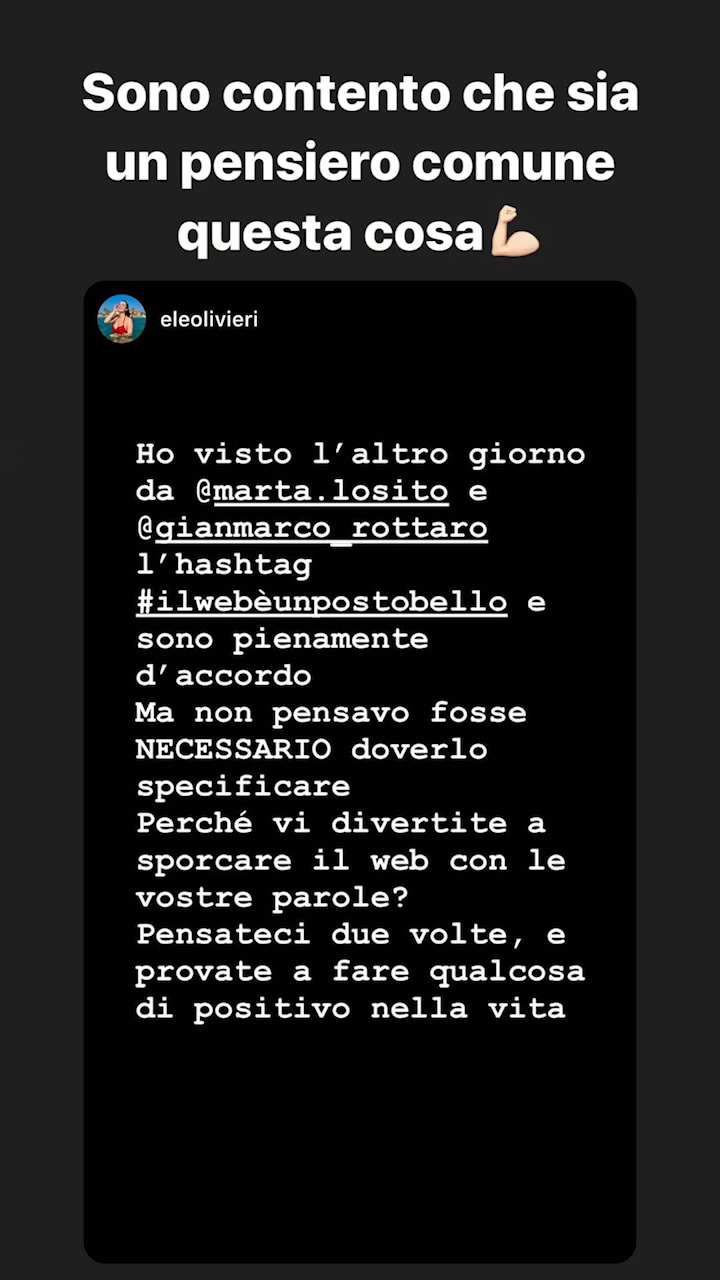 Sono contento che sia
un pensiero comune
questa cosa💪🏻
eleolivieri
Ho visto l’altro giorno
da @marta.losito e
@gianmarco_rottaro
l’hashtag
#ilwebèunpostobello e
sono pienamente
d’accordo
Ma non pensavo fosse
NECESSARIO doverlo
specificare
Perché vi divertite a
sporcare il web con le
vostre parole?
Pensateci due volte, e
provate a fare qualcosa
di positivo nella vita